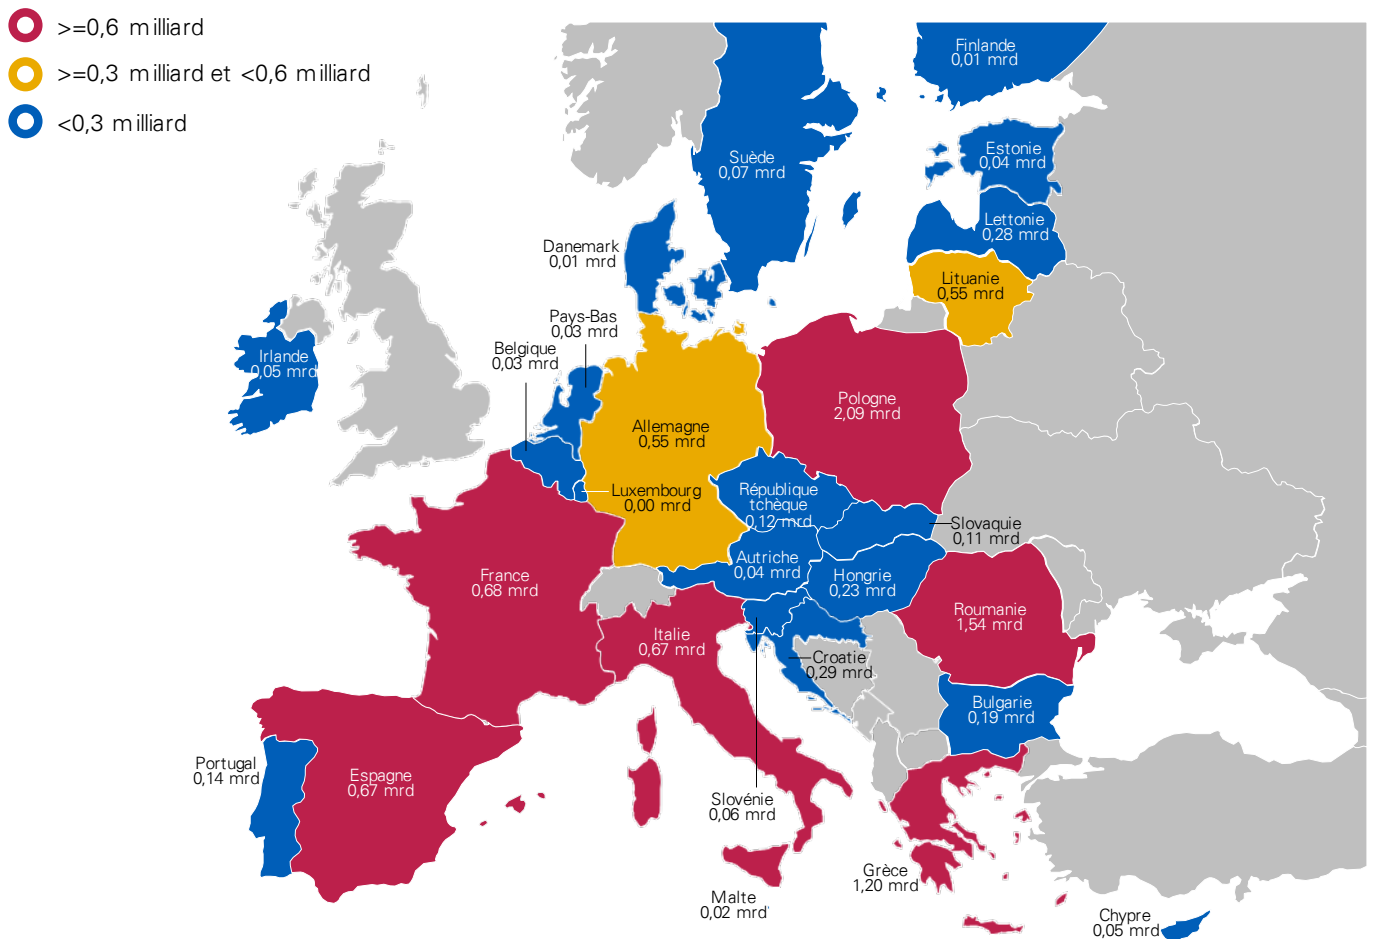 >=0,6 milliard
>=0,3 milliard et <0,6 milliard
<0,3 milliard
Finlande
0,01 mrd
Suède
0,07 mrd
Estonie
0,04 mrd
Lettonie
0,28 mrd
Danemark
0,01 mrd
Lituanie
0,55 mrd
Pays-Bas
0,03 mrd
Belgique
0,03 mrd
Irlande
0,05 mrd
Pologne
2,09 mrd
Allemagne
0,55 mrd
Luxembourg
0,00 mrd
République
tchèque
0,12 mrd
Slovaquie
0,11 mrd
Autriche
0,04 mrd
Hongrie
0,23 mrd
France
0,68 mrd
Roumanie
1,54 mrd
Italie
0,67 mrd
Croatie
0,29 mrd
Bulgarie
0,19 mrd
Portugal
0,14 mrd
Espagne
0,67 mrd
Slovénie
0,06 mrd
Grèce
1,20 mrd
Malte
0,02 mrd
Chypre
0,05 mrd